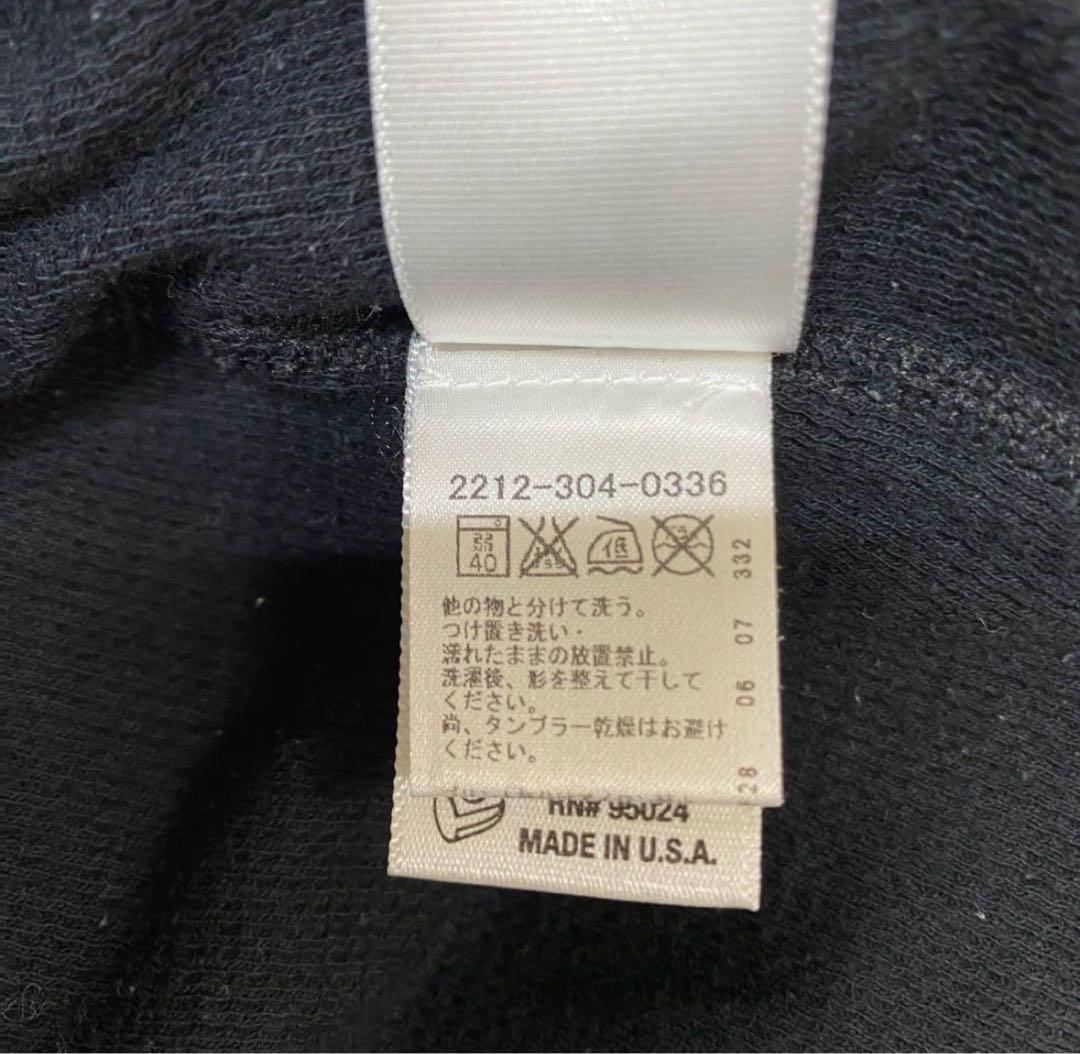 2212-304-0336
弱
40
低
他の物と分けて洗う。
つけ置き洗い・
濡れたままの放置禁止。
洗濯後、形を整えて干して
ください。
尚、タンブラー乾燥はお避け
ください。
28 06 07 332
RN# 95024
MADE IN U.S.A.